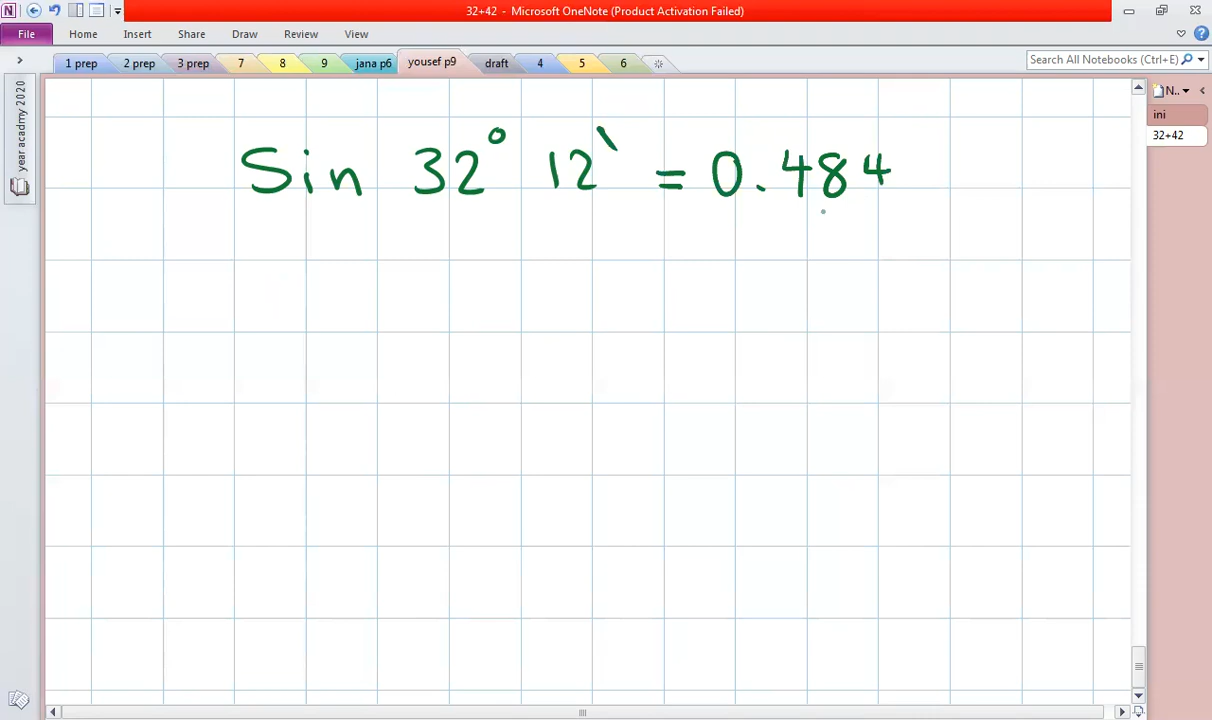 32+42 - Microsoft OneNote (Product Activation Failed)
File Home Insert Share Draw Review View
1 prep 2 prep 3 prep 7 8 9 jana p6 yousef p9 draft 4 5 6
Search All Notebooks (Ctrl+E)
N..
ini
32+42
year acadmy 2020
Sin 32° 12‵ = 0.484